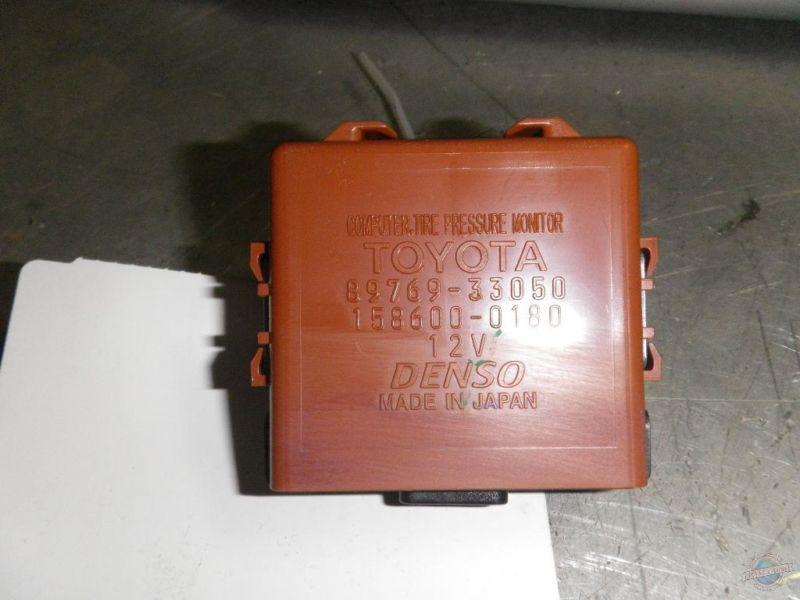 COMPUTER.TIRE PRESSURE MONITOR
TOYOTA
89769-33050
158600-0180
12V
DENSO
MADE IN JAPAN